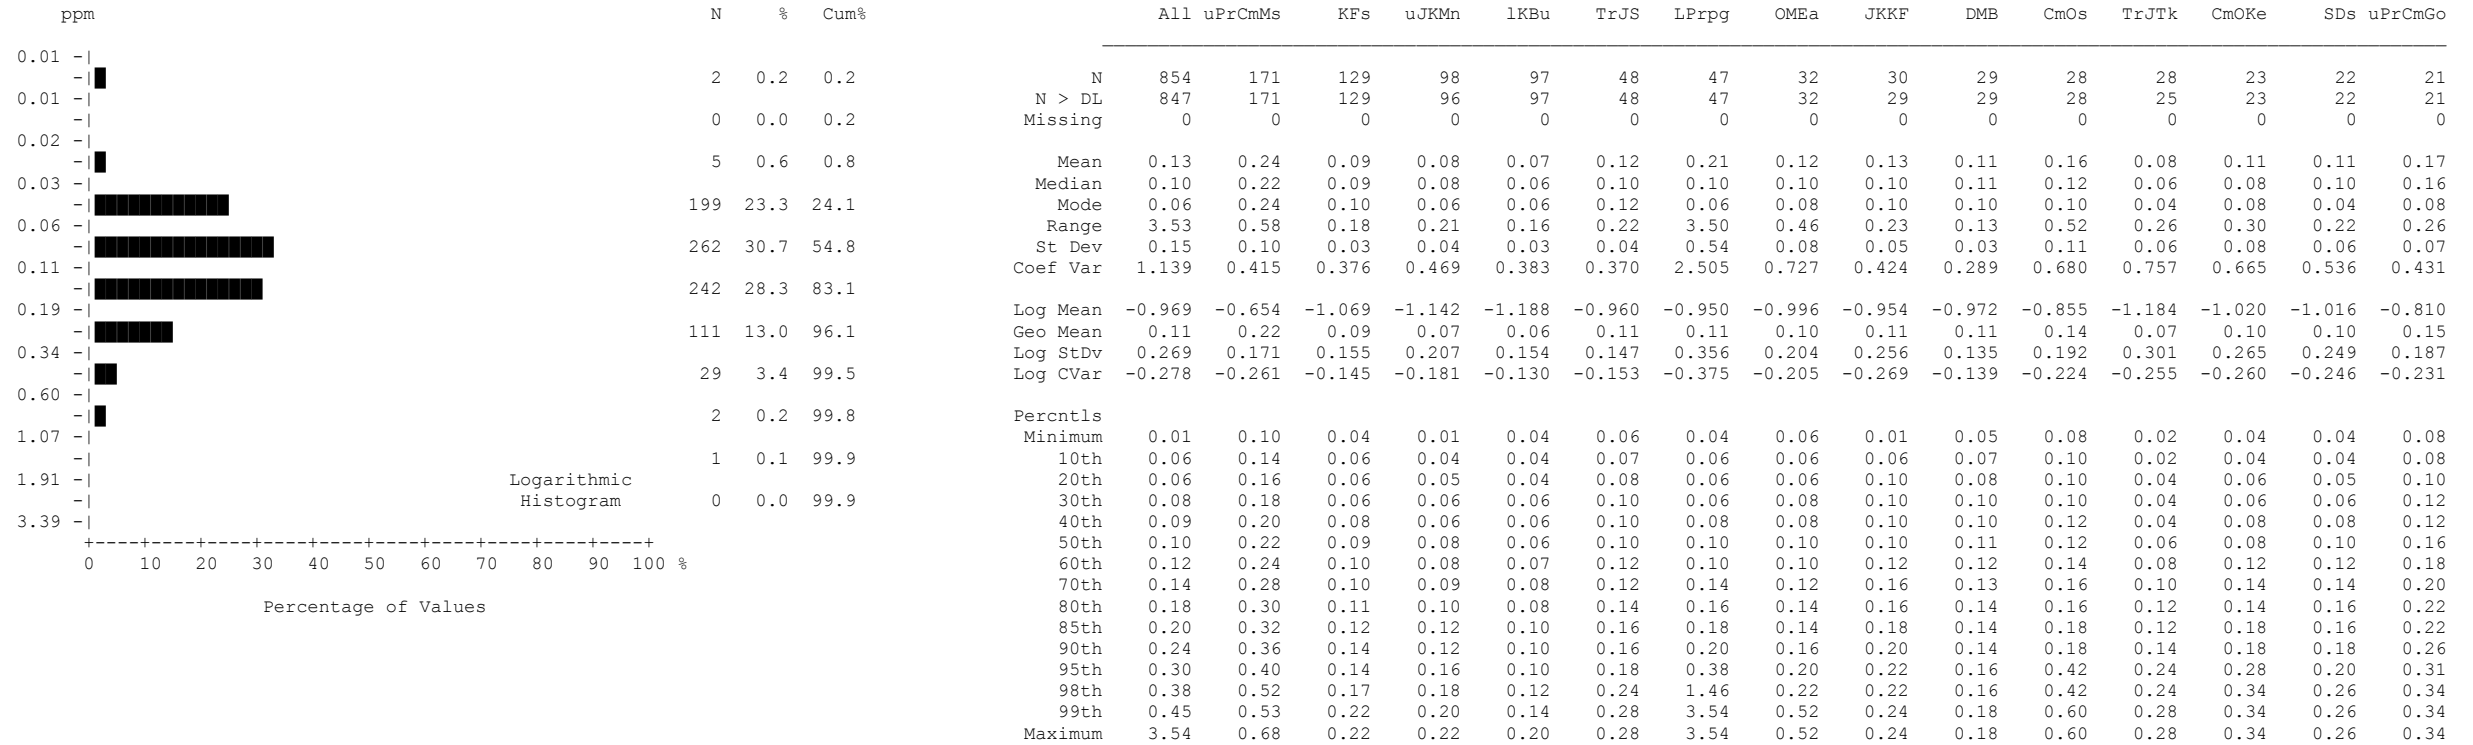 ppm N % Cum% All uPrCmMs KFs uJKMn lKBu TrJS LPrpg OMEa JKKF DMB CmOs TrJTk CmOKe SDs uPrCmGo
0.01 -|
-| 2 0.2 0.2 N 854 171 129 98 97 48 47 32 30 29 28 28 23 22 21
0.01 -| N > DL 847 171 129 96 97 48 47 32 29 29 28 25 23 22 21
-| 0 0.0 0.2 Missing 0 0 0 0 0 0 0 0 0 0 0 0 0 0 0
0.02 -|
-| 5 0.6 0.8 Mean 0.13 0.24 0.09 0.08 0.07 0.12 0.21 0.12 0.13 0.11 0.16 0.08 0.11 0.11 0.17
0.03 -| Median 0.10 0.22 0.09 0.08 0.06 0.10 0.10 0.10 0.10 0.11 0.12 0.06 0.08 0.10 0.16
-| 199 23.3 24.1 Mode 0.06 0.24 0.10 0.06 0.06 0.12 0.06 0.08 0.10 0.10 0.10 0.04 0.08 0.04 0.08
0.06 -| Range 3.53 0.58 0.18 0.21 0.16 0.22 3.50 0.46 0.23 0.13 0.52 0.26 0.30 0.22 0.26
-| 262 30.7 54.8 St Dev 0.15 0.10 0.03 0.04 0.03 0.04 0.54 0.08 0.05 0.03 0.11 0.06 0.08 0.06 0.07
0.11 -| Coef Var 1.139 0.415 0.376 0.469 0.383 0.370 2.505 0.727 0.424 0.289 0.680 0.757 0.665 0.536 0.431
-| 242 28.3 83.1
0.19 -| Log Mean -0.969 -0.654 -1.069 -1.142 -1.188 -0.960 -0.950 -0.996 -0.954 -0.972 -0.855 -1.184 -1.020 -1.016 -0.810
-| 111 13.0 96.1 Geo Mean 0.11 0.22 0.09 0.07 0.06 0.11 0.11 0.10 0.11 0.11 0.14 0.07 0.10 0.10 0.15
0.34 -| Log StDv 0.269 0.171 0.155 0.207 0.154 0.147 0.356 0.204 0.256 0.135 0.192 0.301 0.265 0.249 0.187
-| 29 3.4 99.5 Log CVar -0.278 -0.261 -0.145 -0.181 -0.130 -0.153 -0.375 -0.205 -0.269 -0.139 -0.224 -0.255 -0.260 -0.246 -0.231
0.60 -|
-| 2 0.2 99.8 Percntls
1.07 -| Minimum 0.01 0.10 0.04 0.01 0.04 0.06 0.04 0.06 0.01 0.05 0.08 0.02 0.04 0.04 0.08
-| 1 0.1 99.9 10th 0.06 0.14 0.06 0.04 0.04 0.07 0.06 0.06 0.06 0.07 0.10 0.02 0.04 0.04 0.08
1.91 -| Logarithmic 20th 0.06 0.16 0.06 0.05 0.04 0.08 0.06 0.06 0.10 0.08 0.10 0.04 0.06 0.05 0.10
-| Histogram 0 0.0 99.9 30th 0.08 0.18 0.06 0.06 0.06 0.10 0.06 0.08 0.10 0.10 0.10 0.04 0.06 0.06 0.12
3.39 -| 40th 0.09 0.20 0.08 0.06 0.06 0.10 0.08 0.08 0.10 0.10 0.12 0.04 0.08 0.08 0.12
+----+----+----+----+----+----+----+----+----+----+ 50th 0.10 0.22 0.09 0.08 0.06 0.10 0.10 0.10 0.10 0.11 0.12 0.06 0.08 0.10 0.16
0 10 20 30 40 50 60 70 80 90 100 % 60th 0.12 0.24 0.10 0.08 0.07 0.12 0.10 0.10 0.12 0.12 0.14 0.08 0.12 0.12 0.18
70th 0.14 0.28 0.10 0.09 0.08 0.12 0.14 0.12 0.16 0.13 0.16 0.10 0.14 0.14 0.20
Percentage of Values 80th 0.18 0.30 0.11 0.10 0.08 0.14 0.16 0.14 0.16 0.14 0.16 0.12 0.14 0.16 0.22
85th 0.20 0.32 0.12 0.12 0.10 0.16 0.18 0.14 0.18 0.14 0.18 0.12 0.18 0.16 0.22
90th 0.24 0.36 0.14 0.12 0.10 0.16 0.20 0.16 0.20 0.14 0.18 0.14 0.18 0.18 0.26
95th 0.30 0.40 0.14 0.16 0.10 0.18 0.38 0.20 0.22 0.16 0.42 0.24 0.28 0.20 0.31
98th 0.38 0.52 0.17 0.18 0.12 0.24 1.46 0.22 0.22 0.16 0.42 0.24 0.34 0.26 0.34
99th 0.45 0.53 0.22 0.20 0.14 0.28 3.54 0.52 0.24 0.18 0.60 0.28 0.34 0.26 0.34
Maximum 3.54 0.68 0.22 0.22 0.20 0.28 3.54 0.52 0.24 0.18 0.60 0.28 0.34 0.26 0.34